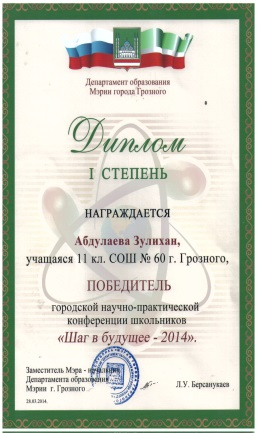 Департамент образования
Мэрии города Грозного
Диплом
I СТЕПЕНЬ
НАГРАЖДАЕТСЯ
Абдулаева Зулихан,
учащаяся 11 кл. СОШ № 60 г. Грозного,
ПОБЕДИТЕЛЬ
городской научно-практической
конференции школьников
«Шаг в будущее - 2014».
Заместитель Мэра - начальник
Департамента образования
Мэрии г. Грозного
Л.У. Берсанукаев
28.03.2014.